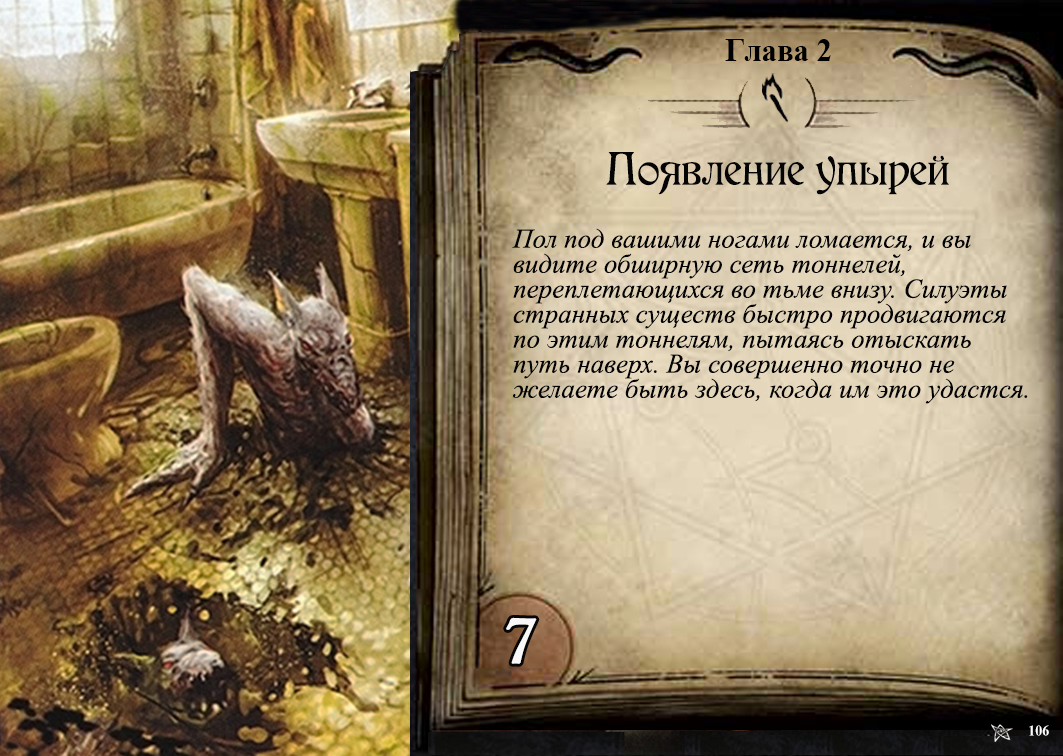 Глава 2
Появление упырей
Пол под вашими ногами ломается, и вы
видите обширную сеть тоннелей,
переплетающихся во тьме внизу. Силуэты
странных существ быстро продвигаются
по этим тоннелям, пытаясь отыскать
путь наверх. Вы совершенно точно не
желаете быть здесь, когда им это удастся.
7
106